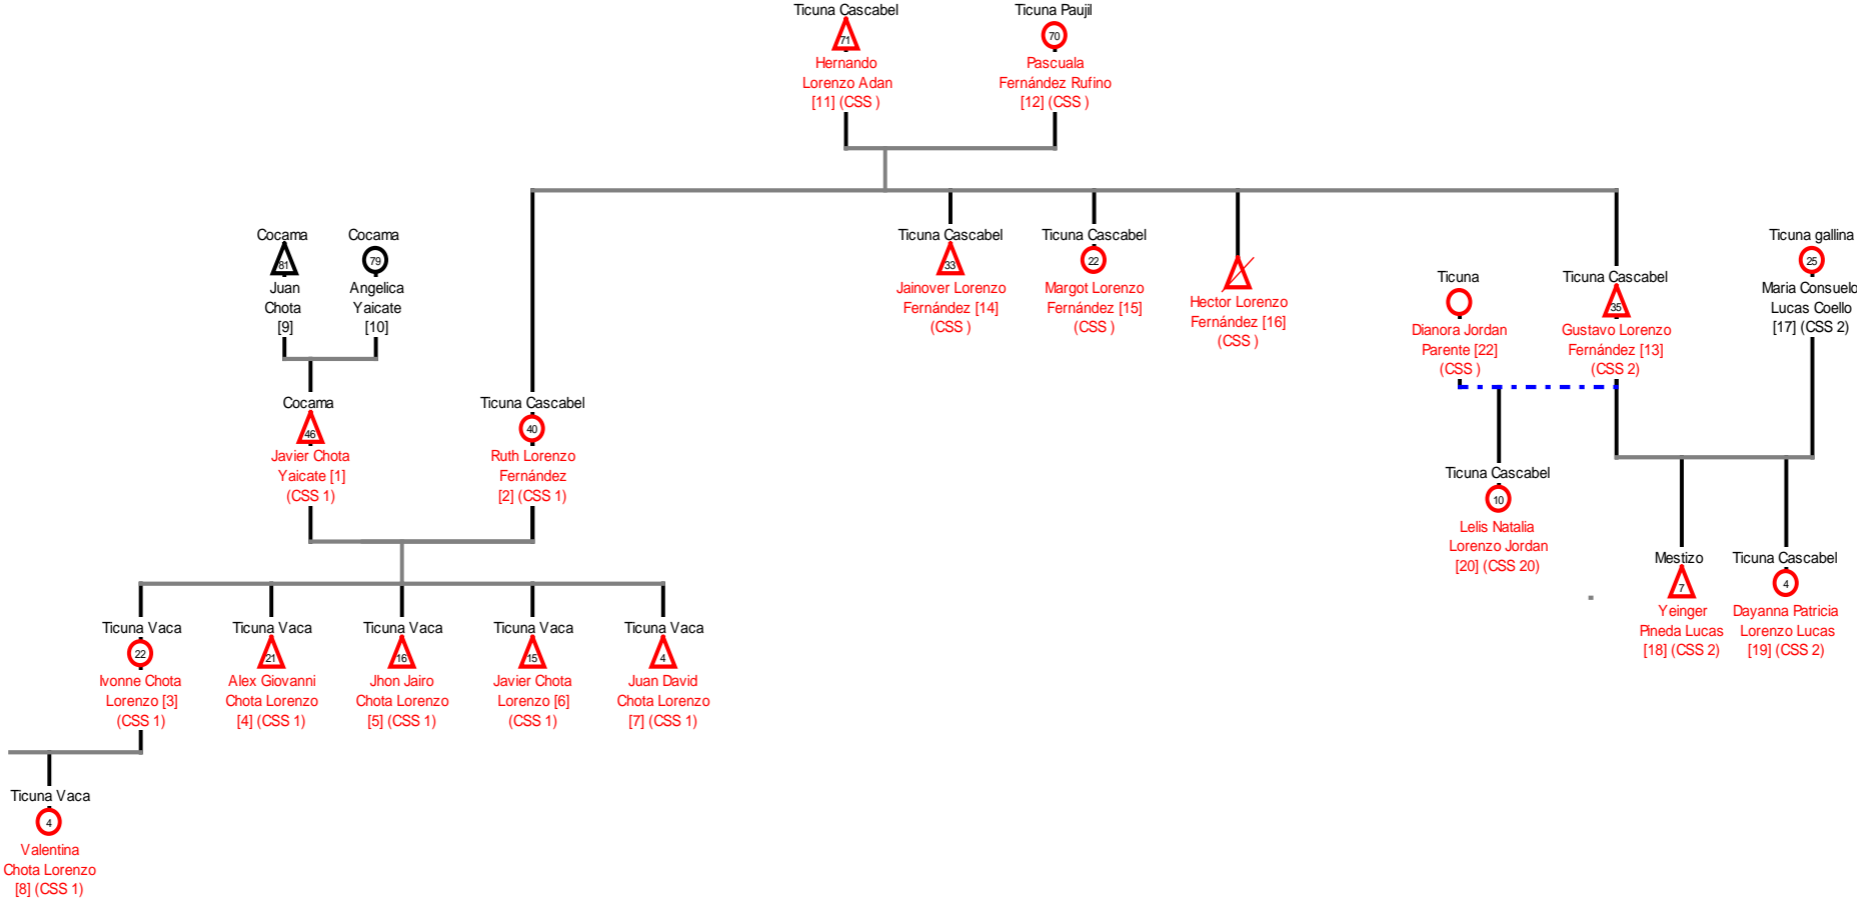 Ticuna Cascabel
71
Hernando
Lorenzo Adan
[11] (CSS )
Ticuna Paujil
70
Pascuala
Fernández Rufino
[12] (CSS )
Cocama
81
Juan
Chota
[9]
Cocama
79
Angelica
Yaicate
[10]
Ticuna Cascabel
33
Jainover Lorenzo
Fernández [14]
(CSS )
Ticuna Cascabel
22
Margot Lorenzo
Fernández [15]
(CSS )
Hector Lorenzo
Fernández [16]
(CSS )
Ticuna
Dianora Jordan
Parente [22]
(CSS )
Ticuna Cascabel
35
Gustavo Lorenzo
Fernández [13]
(CSS 2)
Ticuna gallina
25
Maria Consuelo
Lucas Coello
[17] (CSS 2)
Cocama
46
Javier Chota
Yaicate [1]
(CSS 1)
Ticuna Cascabel
40
Ruth Lorenzo
Fernández
[2] (CSS 1)
Ticuna Cascabel
10
Lelis Natalia
Lorenzo Jordan
[20] (CSS 20)
Mestizo
7
Yeinger
Pineda Lucas
[18] (CSS 2)
Ticuna Cascabel
4
Dayanna Patricia
Lorenzo Lucas
[19] (CSS 2)
Ticuna Vaca
22
Ivonne Chota
Lorenzo [3]
(CSS 1)
Ticuna Vaca
21
Alex Giovanni
Chota Lorenzo
[4] (CSS 1)
Ticuna Vaca
16
Jhon Jairo
Chota Lorenzo
[5] (CSS 1)
Ticuna Vaca
15
Javier Chota
Lorenzo [6]
(CSS 1)
Ticuna Vaca
4
Juan David
Chota Lorenzo
[7] (CSS 1)
Ticuna Vaca
4
Valentina
Chota Lorenzo
[8] (CSS 1)